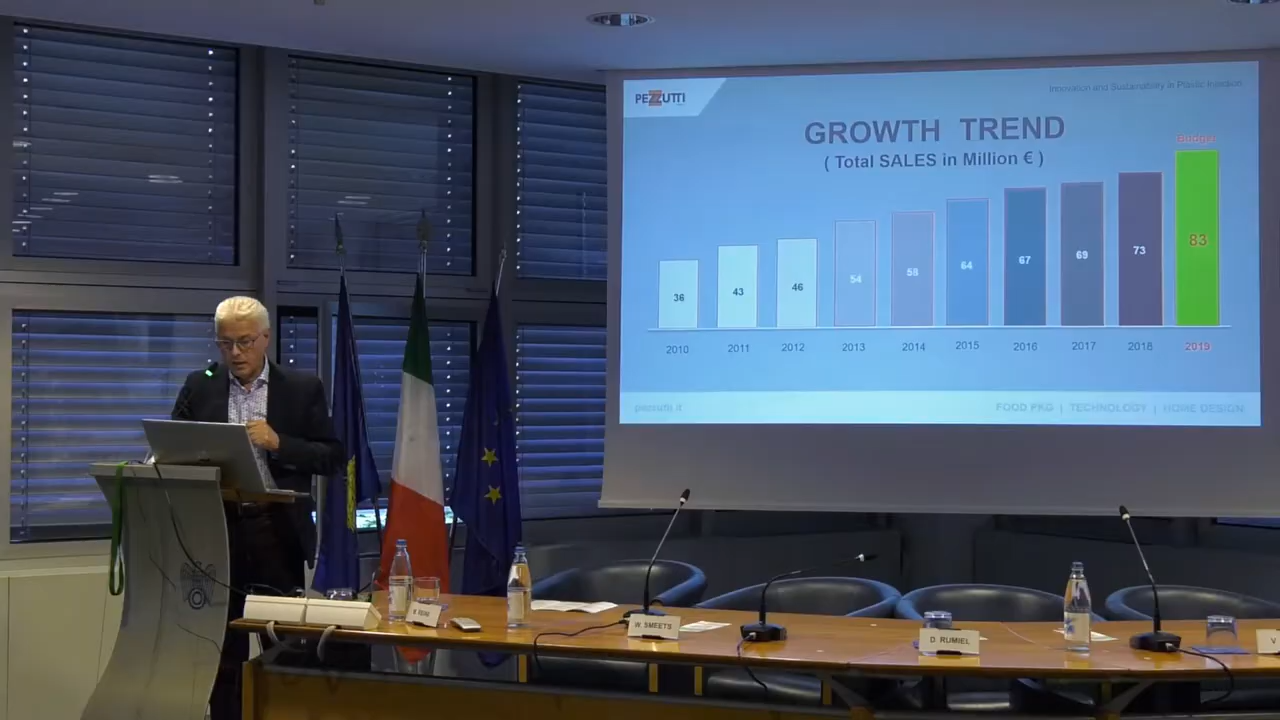 PEZZUTTI
Innovation and Sustainability in Plastic Injection
GROWTH TREND
( Total SALES in Million € )
Budget
36
43
46
54
58
64
67
69
73
83
2010
2011
2012
2013
2014
2015
2016
2017
2018
2019
pezzutti.it
FOOD PKG | TECHNOLOGY | HOME DESIGN
W. SMEETS
D. RUMIEL
V.